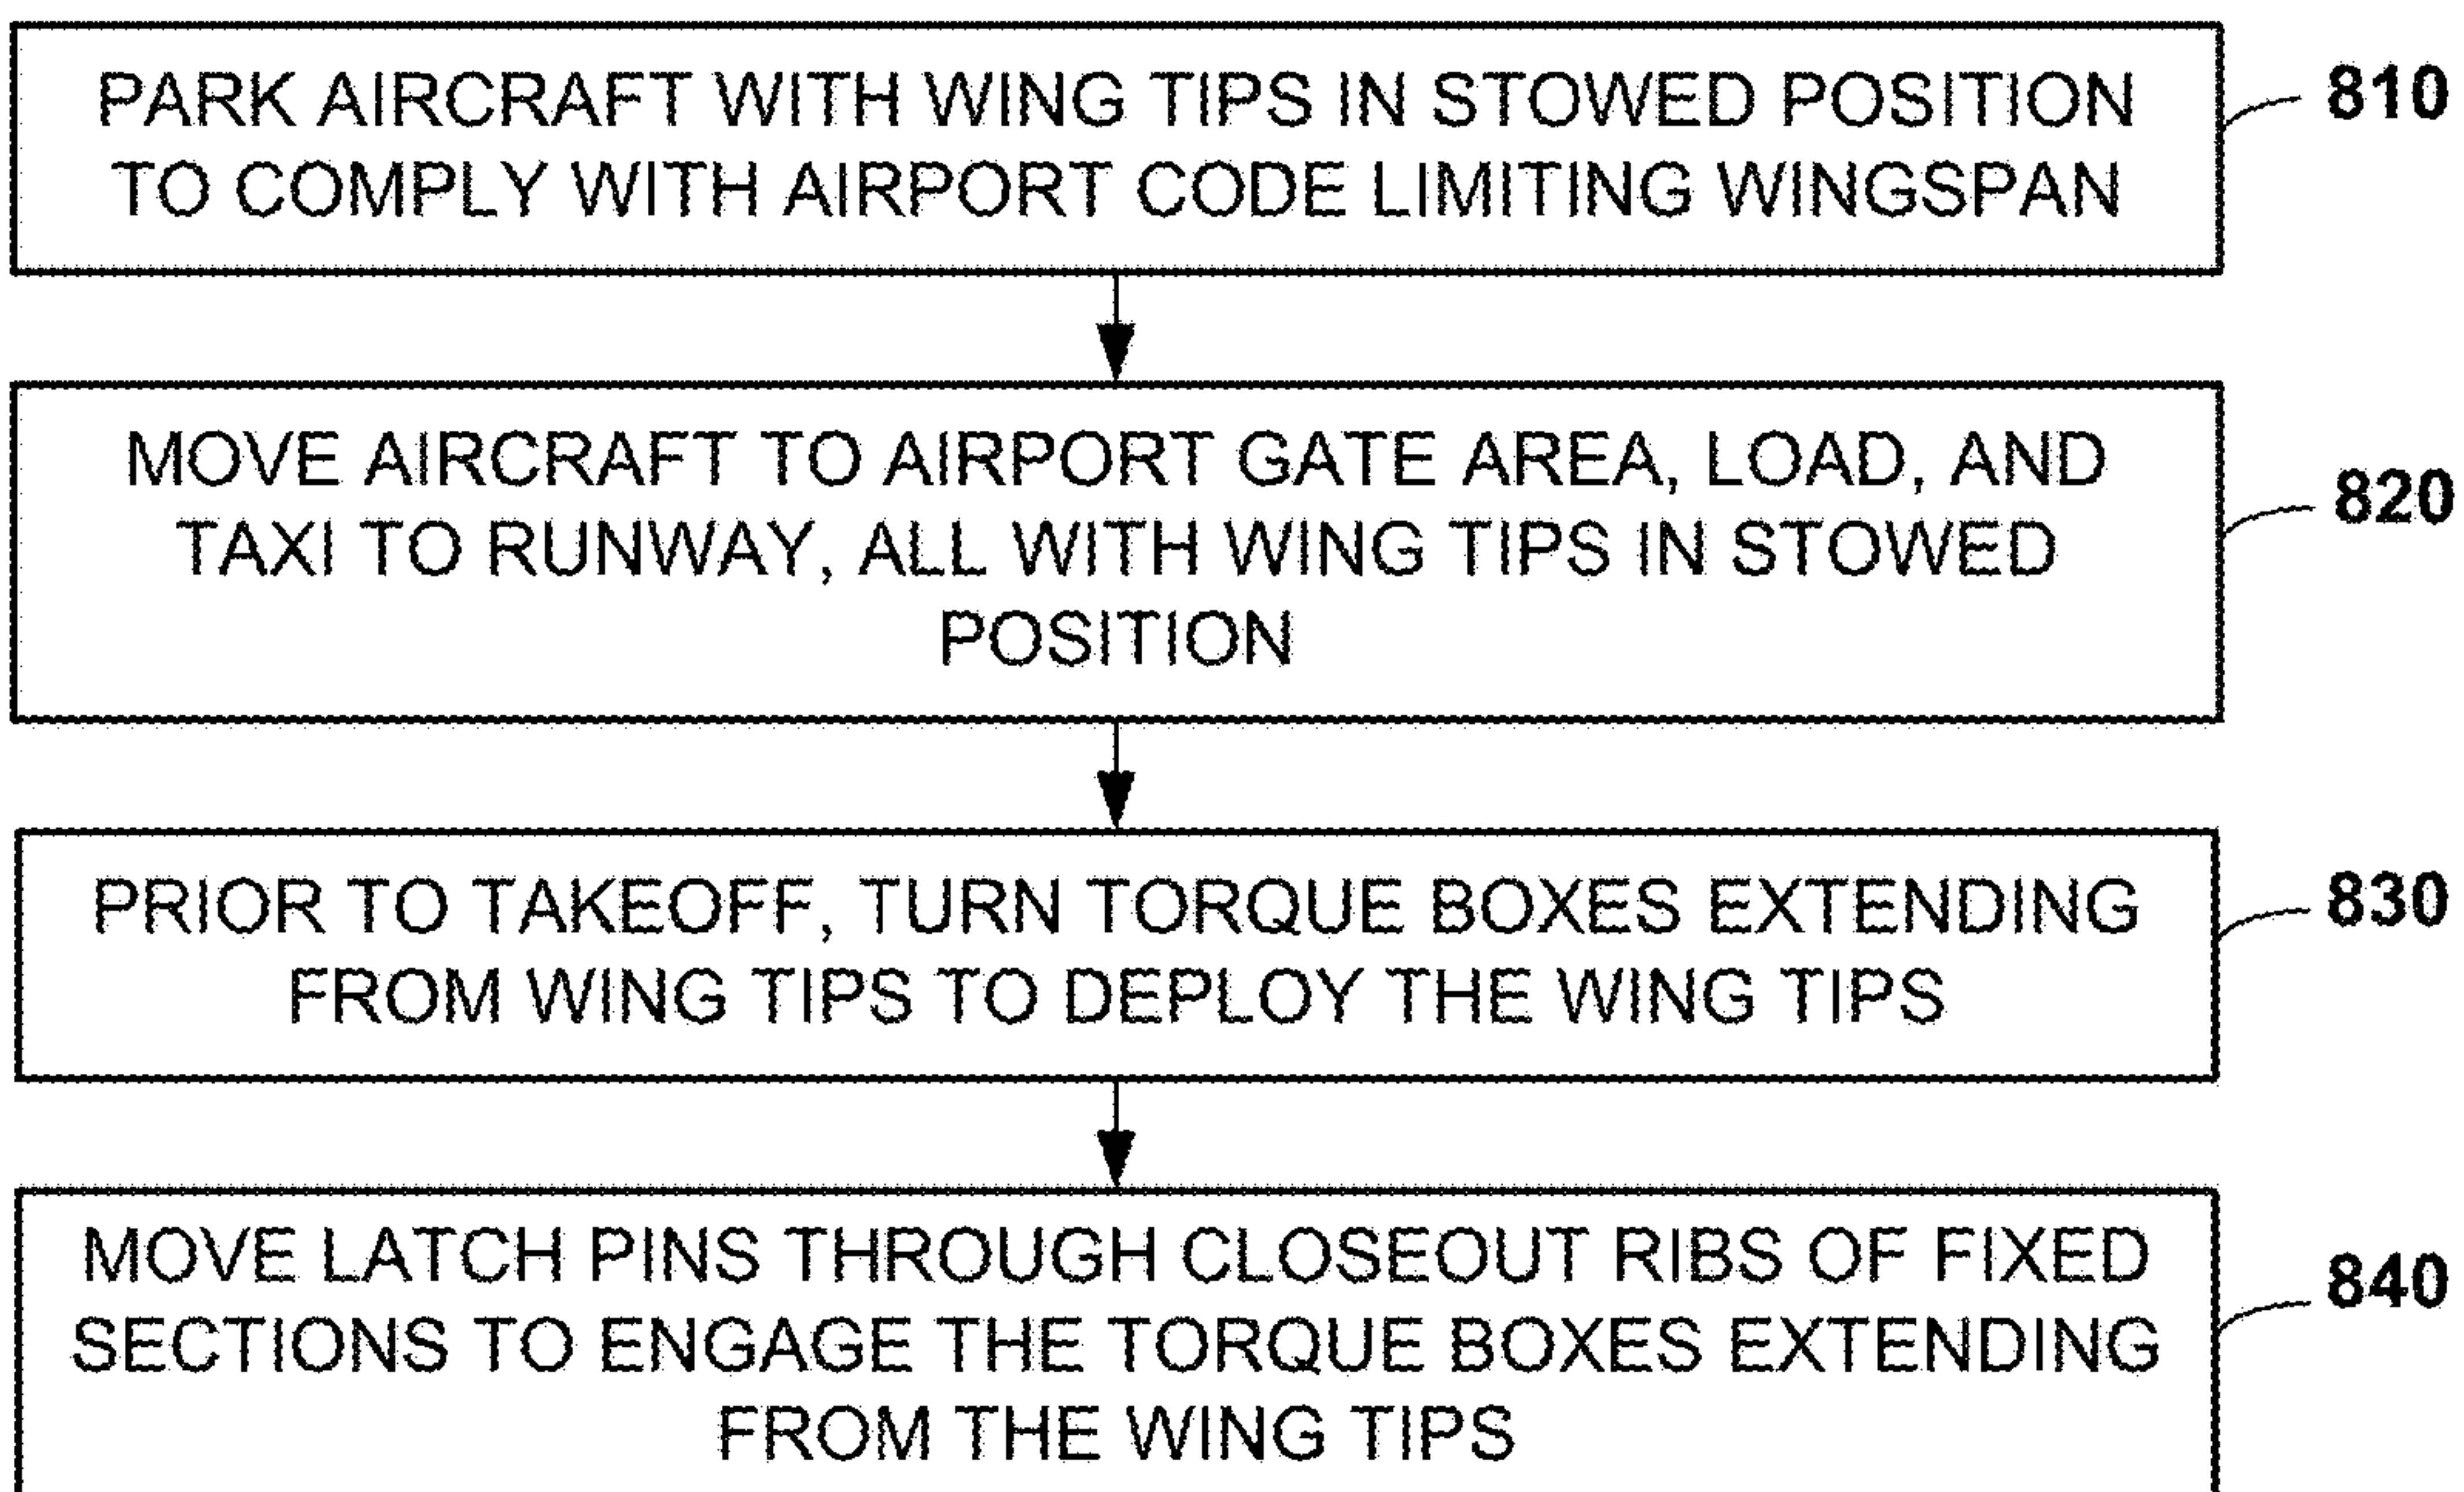 PARK AIRCRAFT WITH WING TIPS IN STOWED POSITION
TO COMPLY WITH AIRPORT CODE LIMITING WINGSPAN
810
MOVE AIRCRAFT TO AIRPORT GATE AREA, LOAD, AND
TAXI TO RUNWAY, ALL WITH WING TIPS IN STOWED
POSITION
820
PRIOR TO TAKEOFF, TURN TORQUE BOXES EXTENDING
FROM WING TIPS TO DEPLOY THE WING TIPS
830
MOVE LATCH PINS THROUGH CLOSEOUT RIBS OF FIXED
SECTIONS TO ENGAGE THE TORQUE BOXES EXTENDING
FROM THE WING TIPS
840